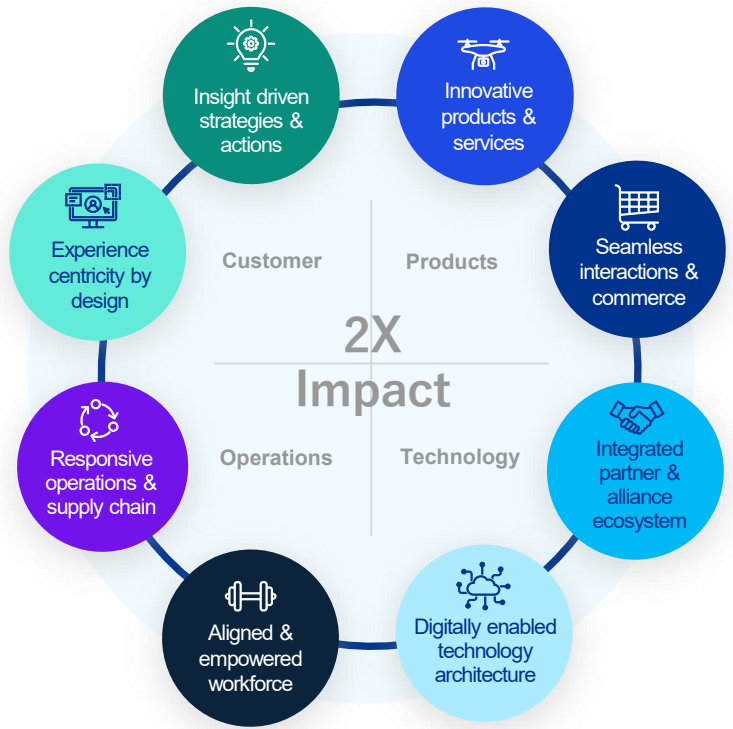 Insight driven
strategies &
actions
Innovative
products &
services
Experience
centricity by
design
Seamless
interactions &
commerce
Customer
Products
2X
Impact
Operations
Technology
Responsive
operations &
supply chain
Integrated
partner &
alliance
ecosystem
Aligned &
empowered
workforce
Digitally enabled
technology
architecture